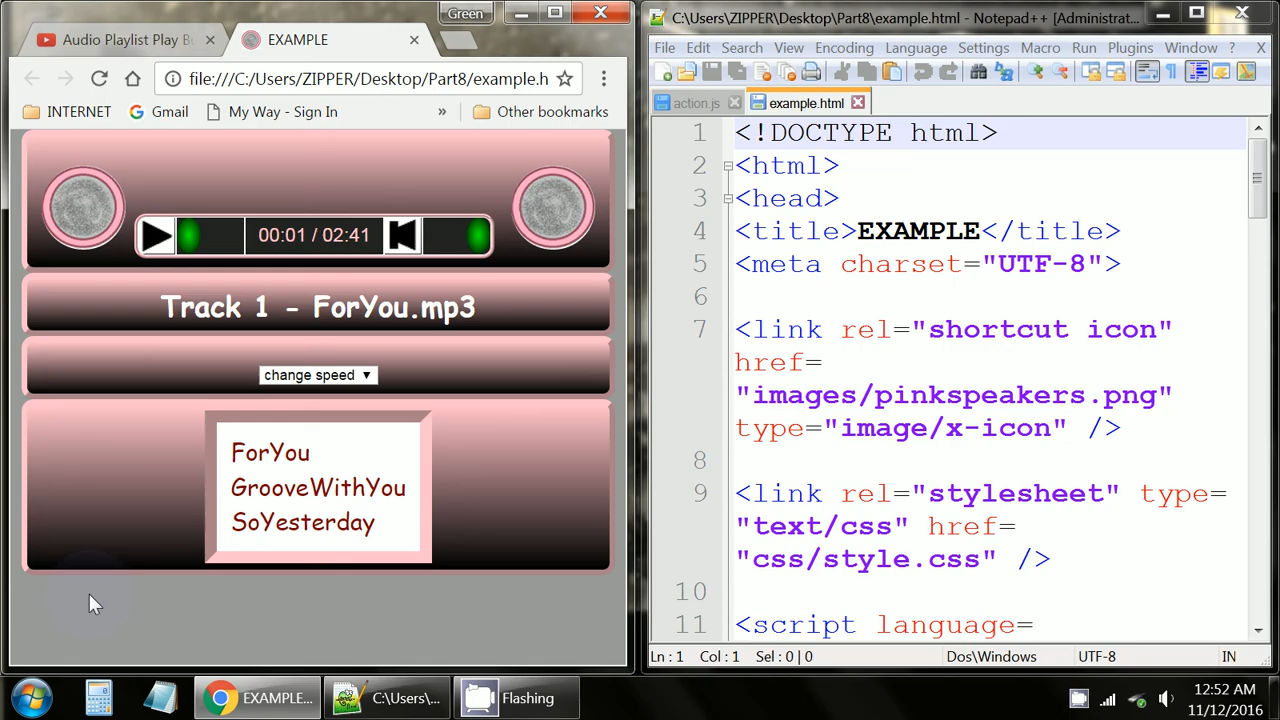 Green
Audio Playlist Play B
EXAMPLE
file:///C:/Users/ZIPPER/Desktop/Part8/example.h
INTERNET
Gmail
My Way - Sign In
»
Other bookmarks
00:01 / 02:41
Track 1 - ForYou.mp3
change speed
ForYou
GrooveWithYou
SoYesterday
C:\Users\ZIPPER\Desktop\Part8\example.html - Notepad++ [Administrat...
File Edit Search View Encoding Language Settings Macro Run Plugins Window ? X
action.js
example.html
1 <!DOCTYPE html>
2 <html>
3 <head>
4 <title>EXAMPLE</title>
5 <meta charset="UTF-8">
6
7 <link rel="shortcut icon"
href=
"images/pinkspeakers.png"
type="image/x-icon" />
8
9 <link rel="stylesheet" type=
"text/css" href=
"css/style.css" />
10
11 <script language=
Ln : 1 Col : 1 Sel : 0 | 0 Dos\Windows UTF-8 IN
EXAMPLE...
C:\Users\...
Flashing
12:52 AM
11/12/2016